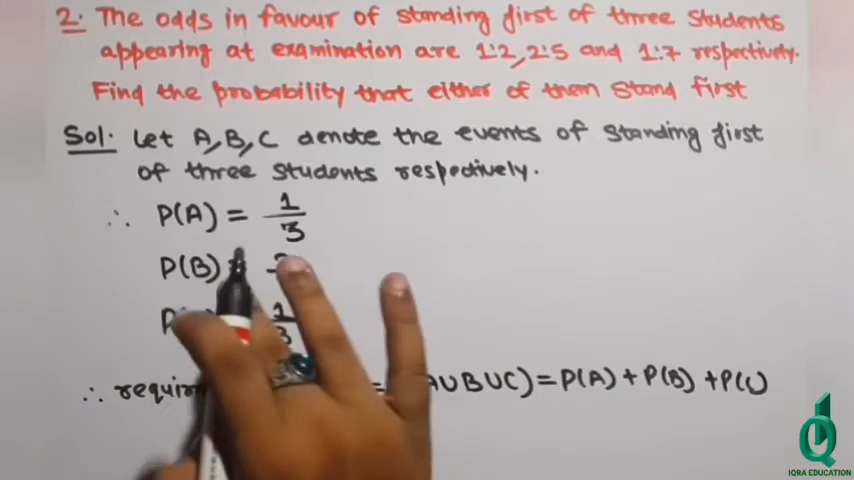 2. The odds in favour of standing first of three students
appearing at examination are 1:2, 2:5 and 1:7 respectively.
Find the probability that either of them stand first
Sol. Let A, B, C denote the events of standing first
of three students respectively.
∴ P(A) = 1/3
P(B) =
1
∴ = P(A) + P(B) + P(C)
IQRA EDUCATION